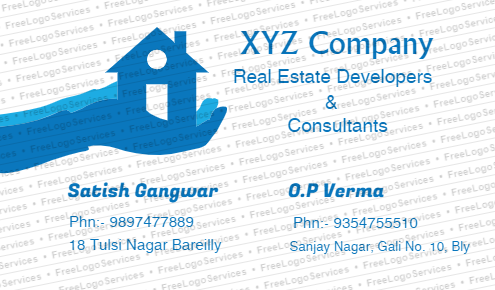 XYZ Company
Real Estate Developers
&
Consultants
Satish Gangwar
Phn:- 9897477889
18 Tulsi Nagar Bareilly
O.P Verma
Phn:- 9354755510
Sanjay Nagar, Gali No. 10, Bly
FreeLogoServices